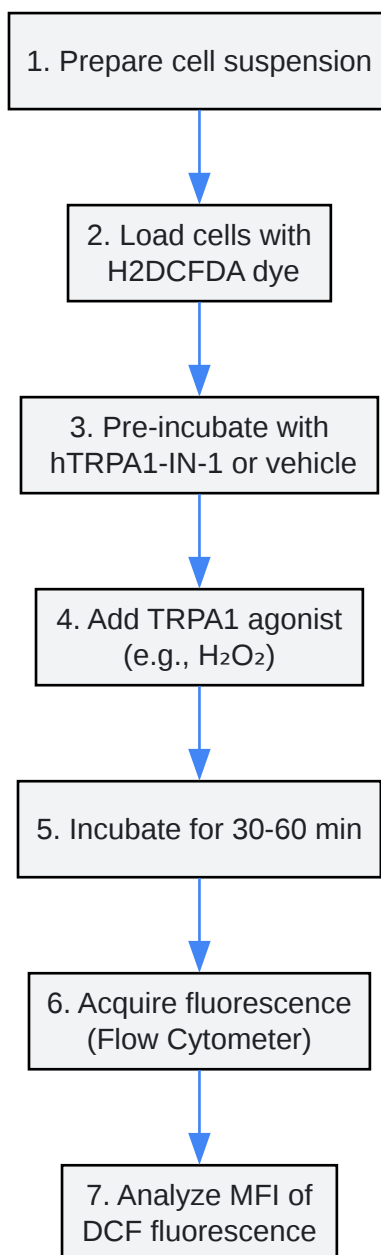 1. Prepare cell suspension
2. Load cells with
H2DCFDA dye
3. Pre-incubate with
hTRPA1-IN-1 or vehicle
4. Add TRPA1 agonist
(e.g., H₂O₂)
5. Incubate for 30-60 min
6. Acquire fluorescence
(Flow Cytometer)
7. Analyze MFI of
DCF fluorescence